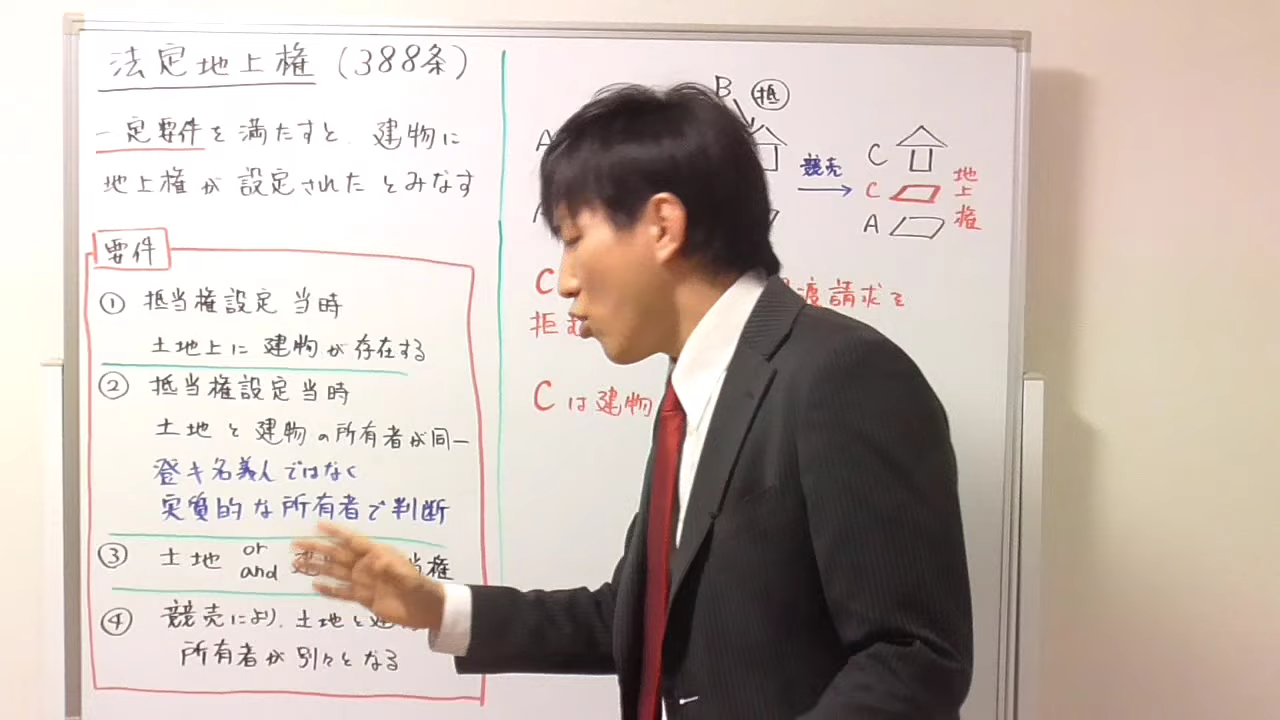 法定地上権 (388条)
一定要件を満たすと、建物に
地上権が設定されたとみなす
要件
① 抵当権設定当時
土地上に建物が存在する
② 抵当権設定当時
土地と建物の所有者が同一
登キ名義人ではなく
実質的な所有者で判断
③ 土地 or and 建 当権
④ 競売により、土地と建
所有者が別々となる
B 抵
A
競売
C
C
地上権
A
C 渡請求を
拒む
Cは建物